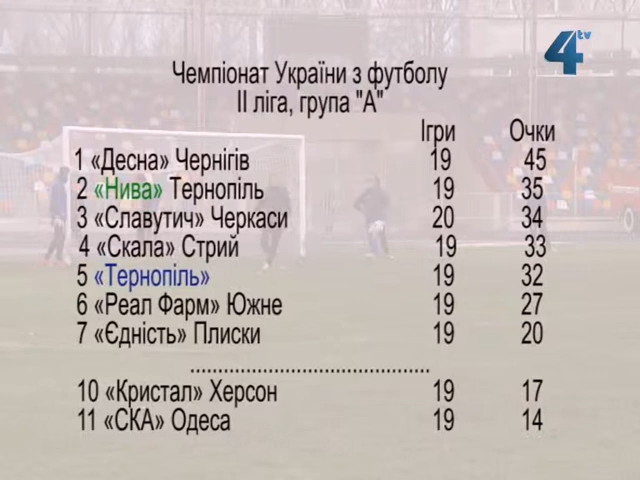 4 tv
Чемпіонат України з футболу
ІІ ліга, група "А"
Ігри Очки
1 «Десна» Чернігів 19 45
2 «Нива» Тернопіль 19 35
3 «Славутич» Черкаси 20 34
4 «Скала» Стрий 19 33
5 «Тернопіль» 19 32
6 «Реал Фарм» Южне 19 27
7 «Єдність» Плиски 19 20
...........................................
10 «Кристал» Херсон 19 17
11 «СКА» Одеса 19 14